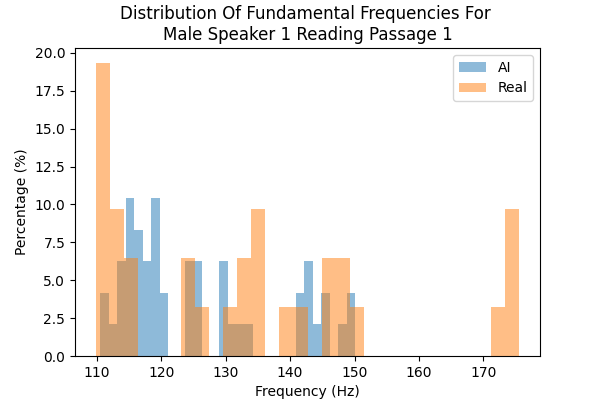 Distribution Of Fundamental Frequencies For
Male Speaker 1 Reading Passage 1
AI
Real
Percentage (%)
20.0
17.5
15.0
12.5
10.0
7.5
5.0
2.5
0.0
110 120 130 140 150 160 170
Frequency (Hz)